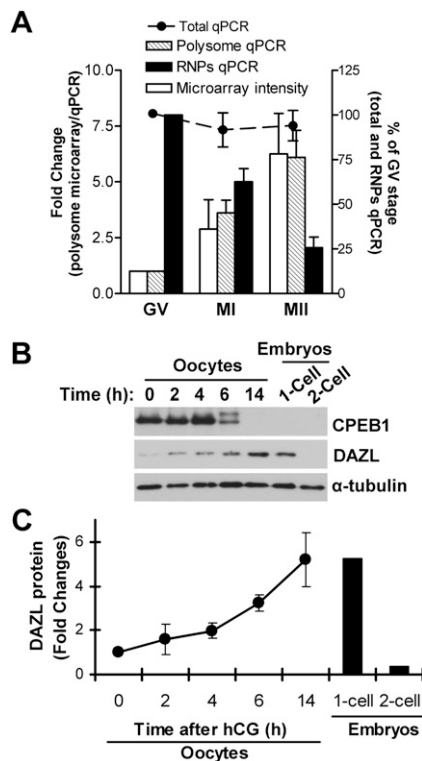 A
Total qPCR
Polysome qPCR
RNPs qPCR
Microarray intensity
Fold Change
(polysome microarray/qPCR)
10.0
7.5
5.0
2.5
0.0
125
100
75
50
25
0
% of GV stage
(total and RNPs qPCR)
GV MI MII
B
Oocytes Embryos
Time (h): 0 2 4 6 14 1-Cell 2-Cell
CPEB1
DAZL
α-tubulin
C
DAZL protein
(Fold Changes)
6
4
2
0
0 2 4 6 14 1-cell 2-cell
Time after hCG (h) Embryos
Oocytes